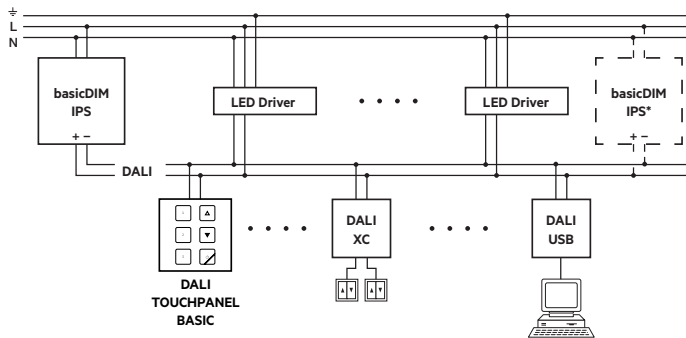 L
N
basicDIM
IPS
+ −
LED Driver
LED Driver
basicDIM
IPS*
+ −
DALI
DALI
TOUCHPANEL
BASIC
DALI
XC
DALI
USB